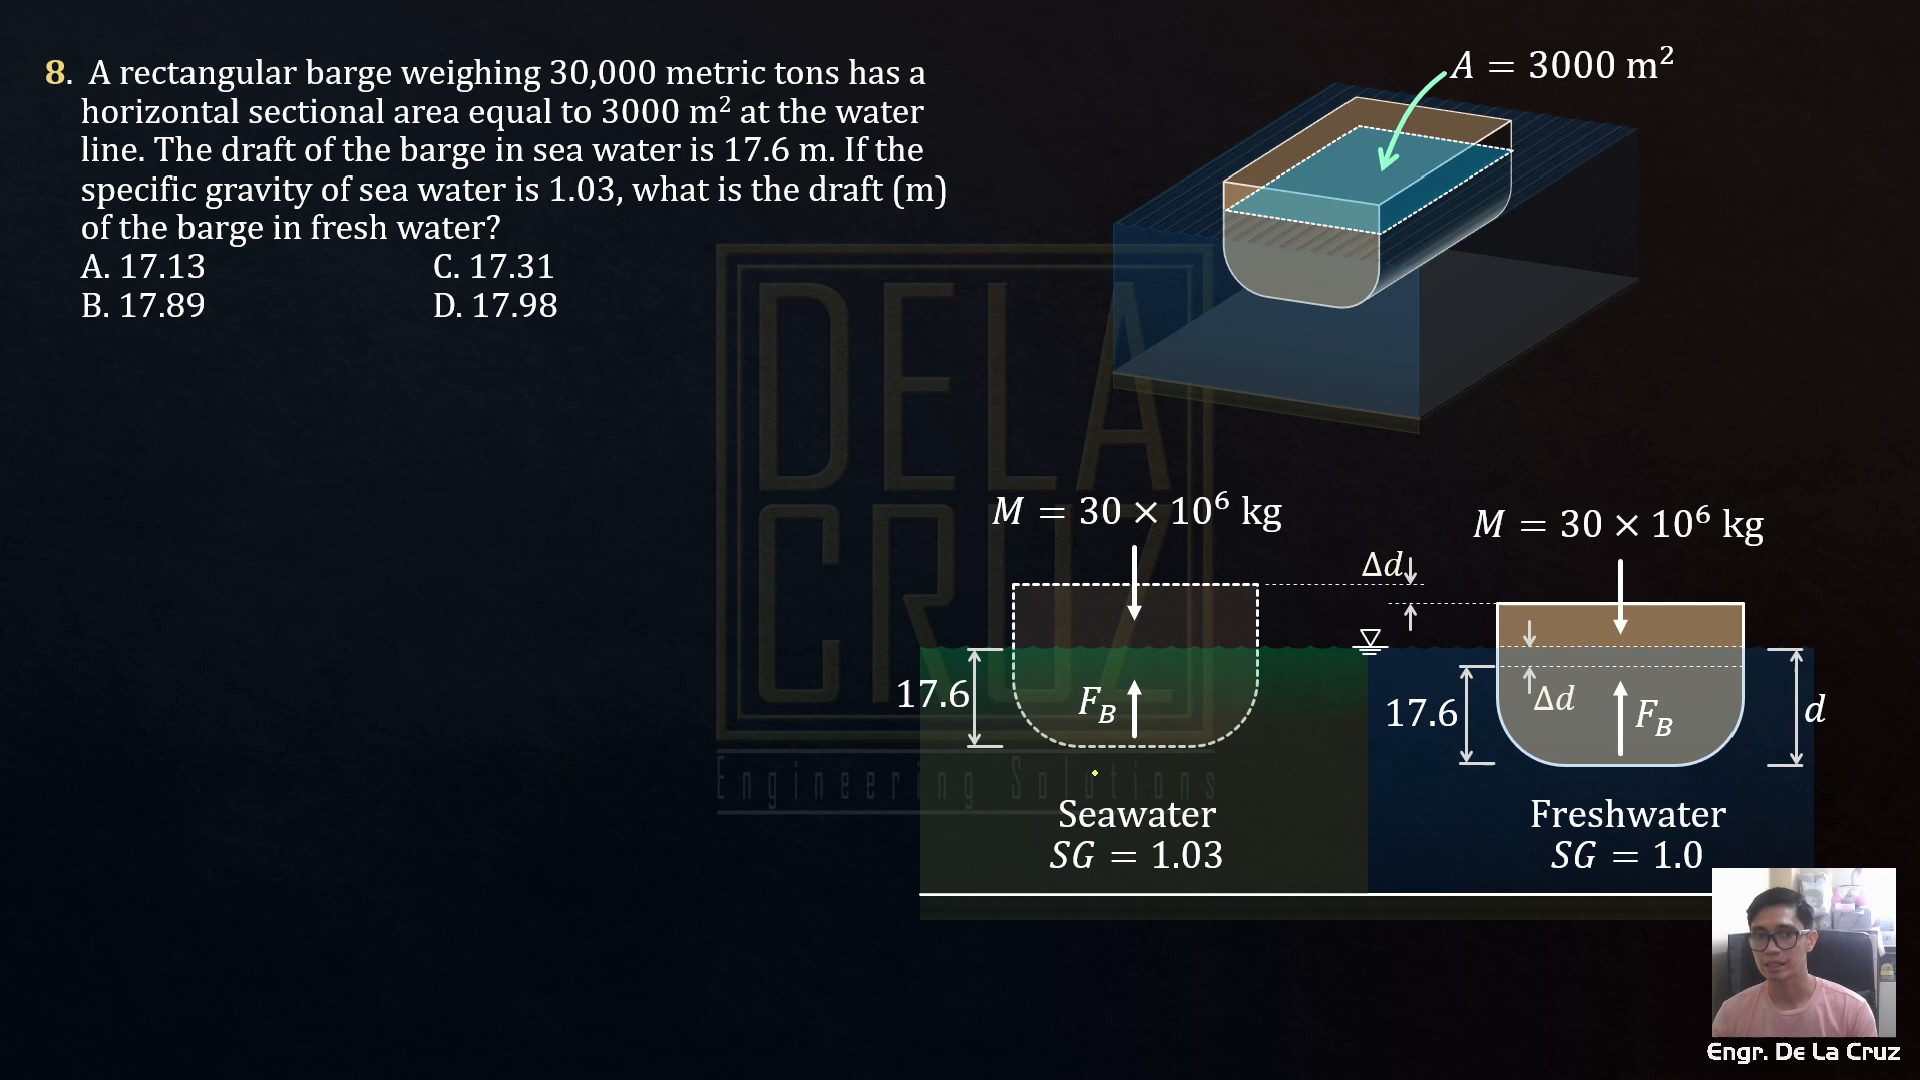 8. A rectangular barge weighing 30,000 metric tons has a
horizontal sectional area equal to 3000 m² at the water
line. The draft of the barge in sea water is 17.6 m. If the
specific gravity of sea water is 1.03, what is the draft (m)
of the barge in fresh water?
A. 17.13 C. 17.31
B. 17.89 D. 17.98
A = 3000 m²
DELA
CRUZ
Engineering Solutions
M = 30 × 10⁶ kg
M = 30 × 10⁶ kg
Δd
17.6
F_B
17.6
Δd
F_B
d
Seawater
SG = 1.03
Freshwater
SG = 1.0
Engr. De La Cruz